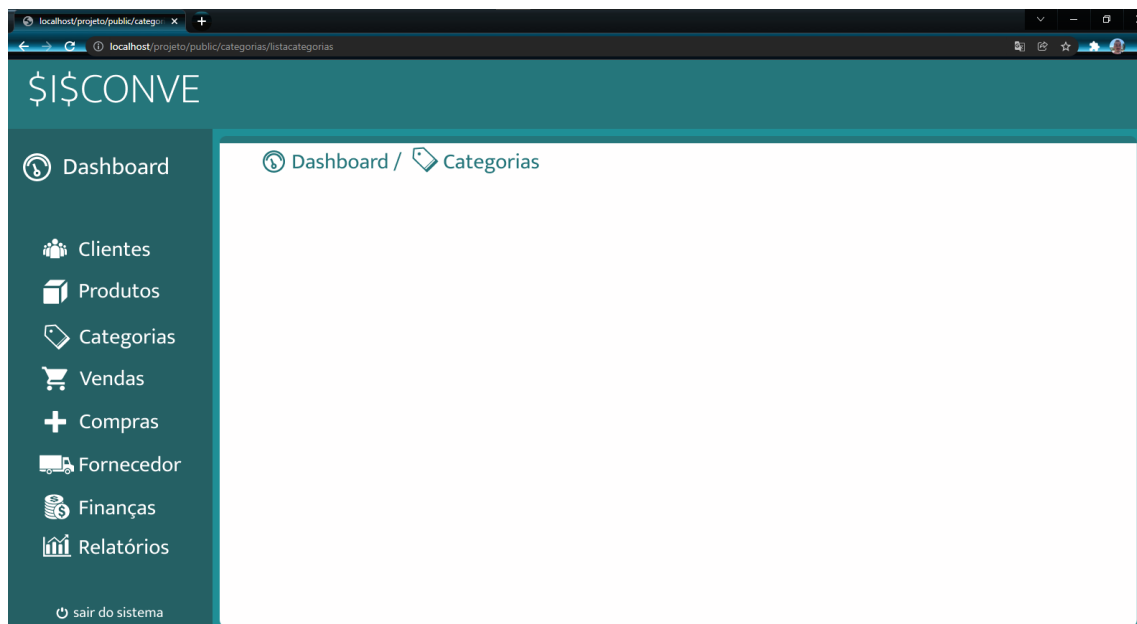 localhost/projeto/public/categori
localhost/projeto/public/categorias/listacategorias
$I$CONVE
Dashboard
Dashboard / Categorias
Clientes
Produtos
Categorias
Vendas
Compras
Fornecedor
Finanças
Relatórios
sair do sistema